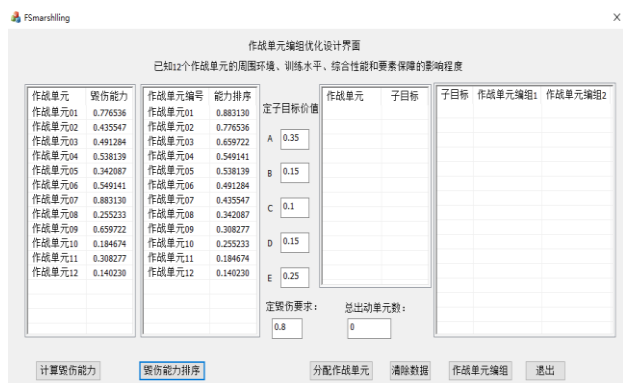 FSmarshlling
作战单元编组优化设计界面
已知12个作战单元的周围环境、训练水平、综合性能和要素保障的影响程度
作战单元 毁伤能力
作战单元01 0.776536
作战单元02 0.435547
作战单元03 0.491284
作战单元04 0.538139
作战单元05 0.342087
作战单元06 0.549141
作战单元07 0.883130
作战单元08 0.255233
作战单元09 0.659722
作战单元10 0.184674
作战单元11 0.308277
作战单元12 0.140230
作战单元编号 能力排序
作战单元01 0.883130
作战单元02 0.776536
作战单元03 0.659722
作战单元04 0.549141
作战单元05 0.538139
作战单元06 0.491284
作战单元07 0.435547
作战单元08 0.342087
作战单元09 0.308277
作战单元10 0.255233
作战单元11 0.184674
作战单元12 0.140230
定子目标价值
A 0.35
B 0.15
C 0.1
D 0.15
E 0.25
作战单元 子目标
子目标 作战单元编组1 作战单元编组2
定毁伤要求: 总出动单元数:
0.8 0
计算毁伤能力 毁伤能力排序 分配作战单元 清除数据 作战单元编组 退出